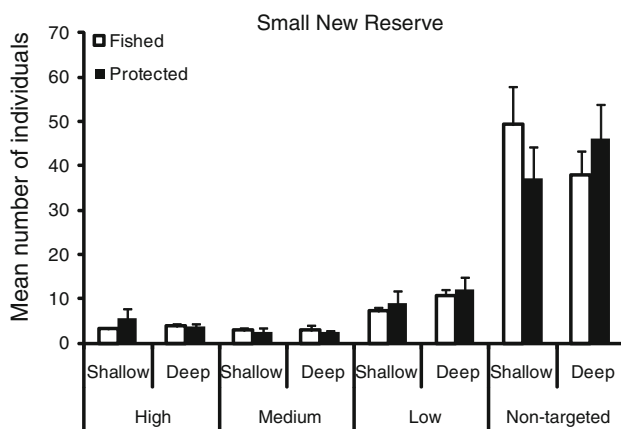 Small New Reserve
Fished
Protected
Mean number of individuals
70
60
50
40
30
20
10
0
Shallow Deep Shallow Deep Shallow Deep Shallow Deep
High Medium Low Non-targeted